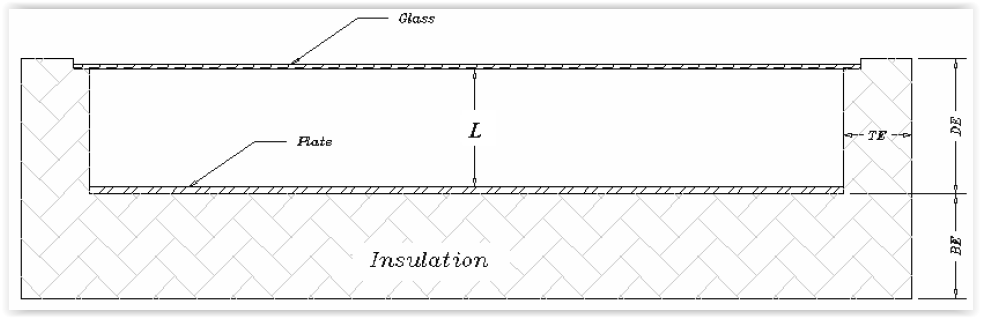 Glass
L
Plate
TE
DE
BE
Insulation